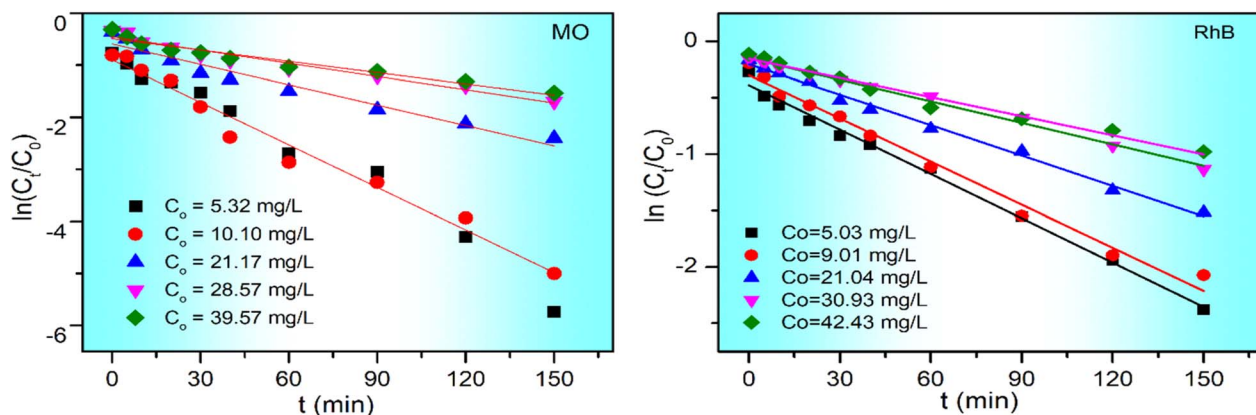 MO
0
-2
-4
-6
ln(Cₜ/C₀)
Cₒ = 5.32 mg/L
Cₒ = 10.10 mg/L
Cₒ = 21.17 mg/L
Cₒ = 28.57 mg/L
Cₒ = 39.57 mg/L
0 30 60 90 120 150
t (min)
RhB
0
-1
-2
ln (Cₜ/C₀)
Co=5.03 mg/L
Co=9.01 mg/L
Co=21.04 mg/L
Co=30.93 mg/L
Co=42.43 mg/L
0 30 60 90 120 150
t (min)